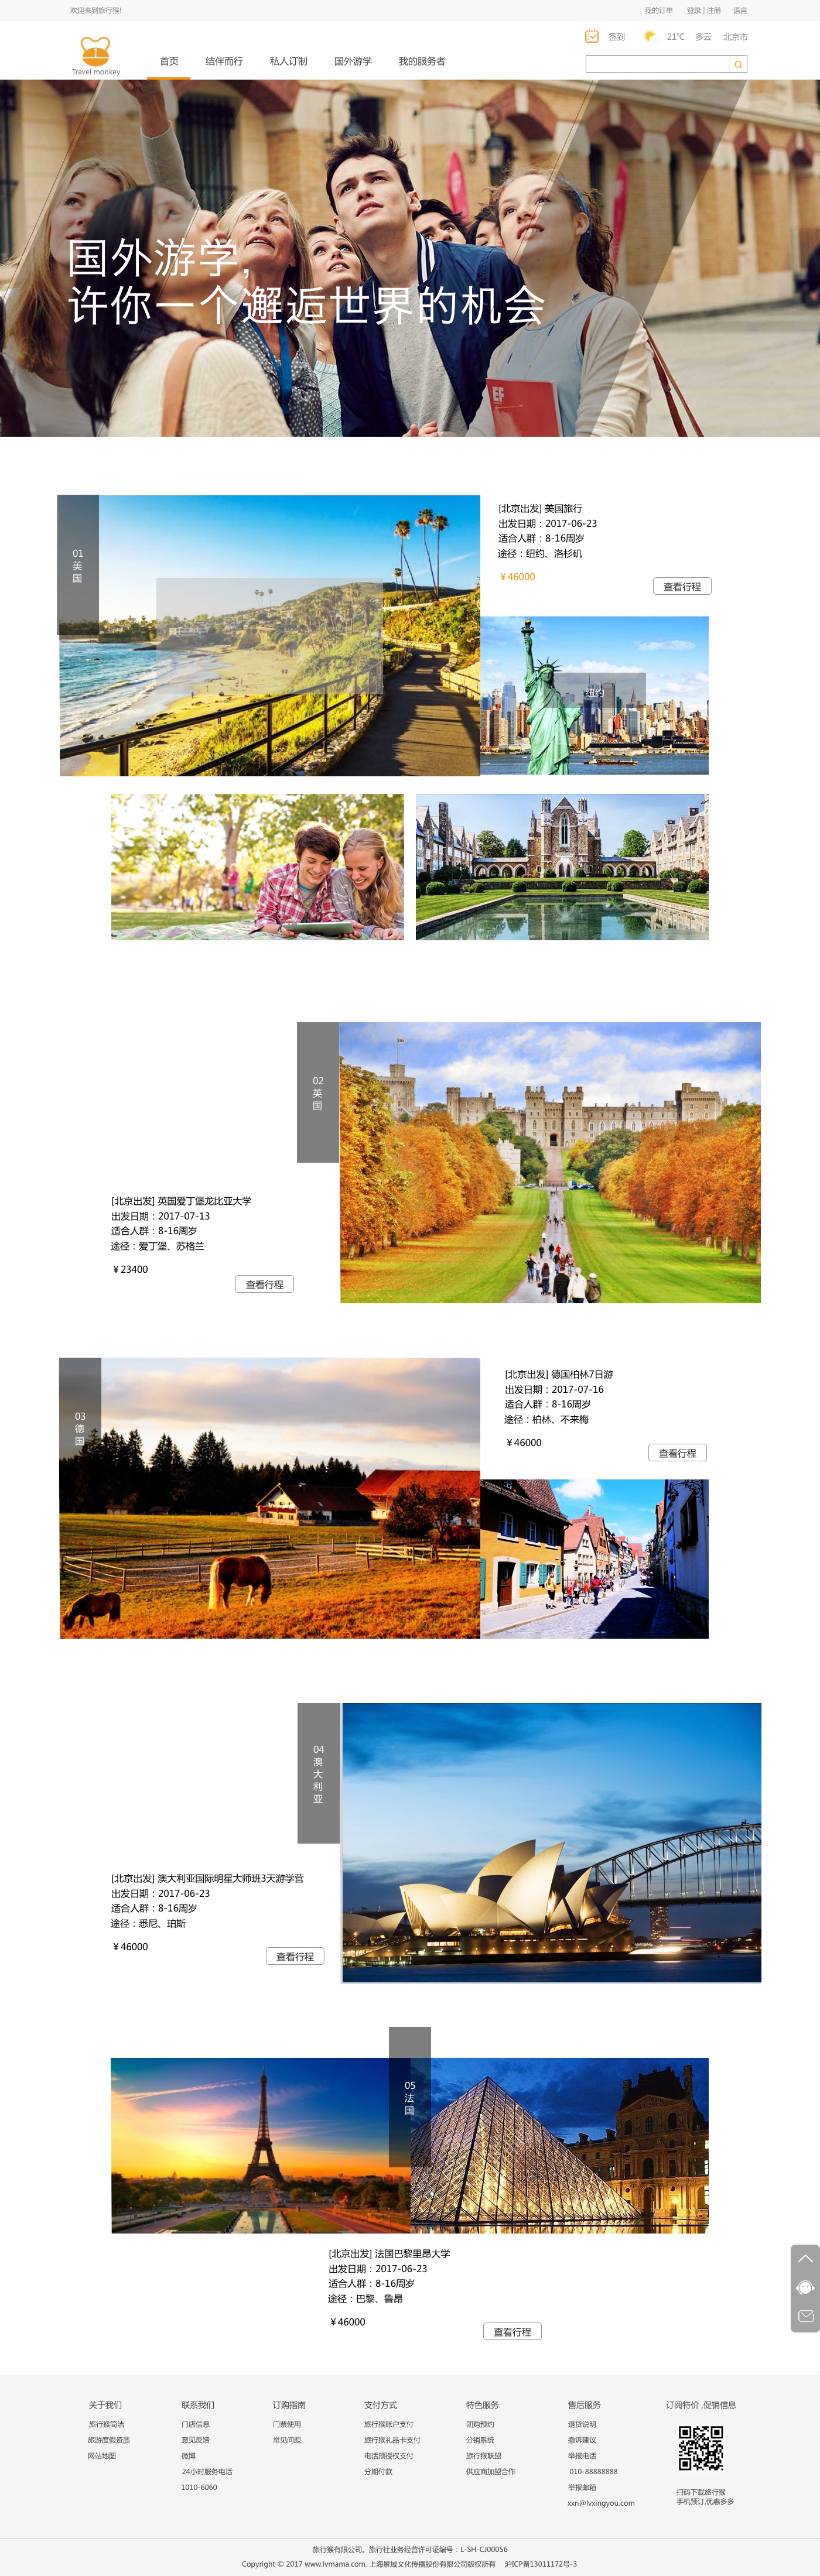 欢迎来到旅行猴!
我的订单 登录 | 注册 语言
签到 21℃ 多云 北京市
Travel monkey
首页 结伴而行 私人订制 国外游学 我的服务者
国外游学,
许你一个邂逅世界的机会
EF
01
美
国
[北京出发] 美国旅行
出发日期：2017-06-23
适合人群：8-16周岁
途径：纽约、洛杉矶
￥46000
查看行程
纽约
02
英
国
[北京出发] 英国爱丁堡龙比亚大学
出发日期：2017-07-13
适合人群：8-16周岁
途径：爱丁堡、苏格兰
￥23400
查看行程
03
德
国
[北京出发] 德国柏林7日游
出发日期：2017-07-16
适合人群：8-16周岁
途径：柏林、不来梅
￥46000
查看行程
04
澳
大
利
亚
[北京出发] 澳大利亚国际明星大师班3天游学营
出发日期：2017-06-23
适合人群：8-16周岁
途径：悉尼、珀斯
￥46000
查看行程
05
法
国
[北京出发] 法国巴黎里昂大学
出发日期：2017-06-23
适合人群：8-16周岁
途径：巴黎、鲁昂
￥46000
查看行程
关于我们 联系我们 订购指南 支付方式 特色服务 售后服务 订阅特价 ,促销信息
旅行猴简洁 门店信息 门票使用 旅行猴账户支付 团购预约 退货说明
旅游度假资质 意见反馈 常见问题 旅行猴礼品卡支付 分销系统 撤诉建议
网站地图 微博 电话预授权支付 旅行猴联盟 举报电话
24小时服务电话 分期付款 供应商加盟合作 010-88888888
1010-6060 举报邮箱
xxn@lvxingyou.com
扫码下载旅行猴
手机预订,优惠多多
旅行猴有限公司。旅行社业务经营许可证编号：L-SH-CJ00056
Copyright © 2017 www.lvmama.com. 上海景域文化传播股份有限公司版权所有 沪ICP备13011172号-3